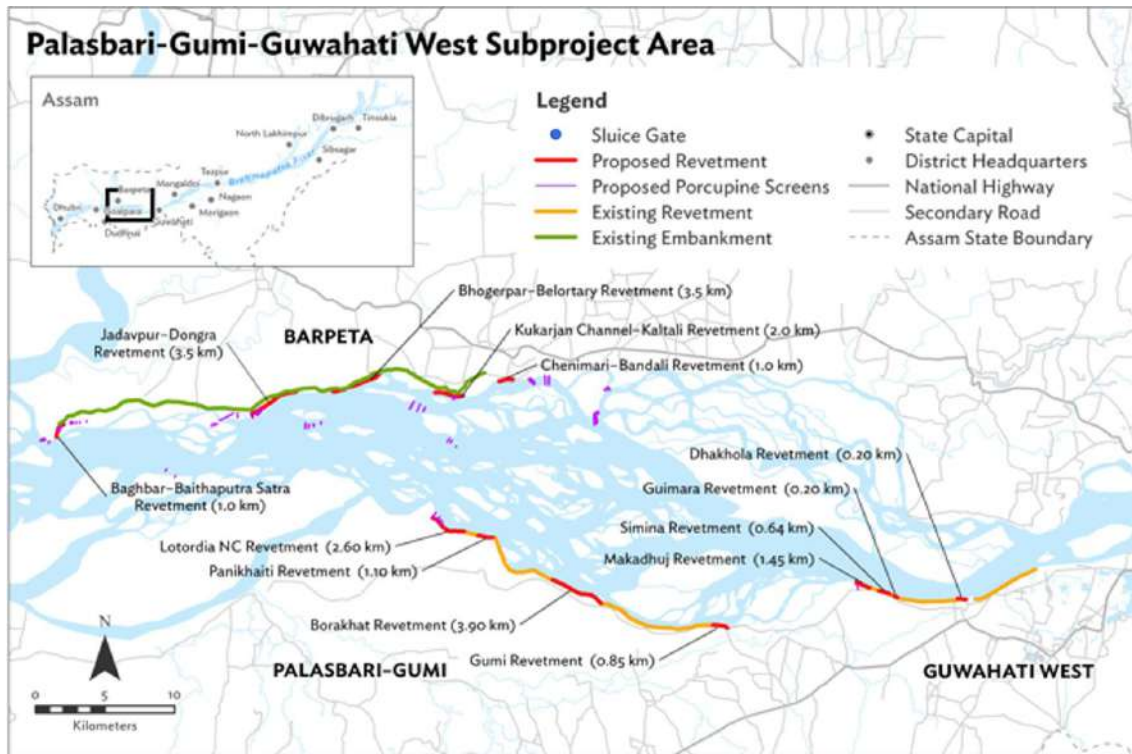 Palasbari-Gumi-Guwahati West Subproject Area
Assam
North Lakhimpur
Dibrugarh
Tinsukia
Sibsagar
Tezpur
Brahmaputra River
Mangaldoi
Nagaon
Morigaon
Barpeta
Goalpara
Guwahati
Dhubri
Dudhnai
Legend
Sluice Gate
Proposed Revetment
Proposed Porcupine Screens
Existing Revetment
Existing Embankment
State Capital
District Headquarters
National Highway
Secondary Road
Assam State Boundary
Bhogerpar–Belortary Revetment (3.5 km)
Jadavpur–Dongra
Revetment (3.5 km)
BARPETA
Kukarjan Channel–Kaltali Revetment (2.0 km)
Chenimari–Bandali Revetment (1.0 km)
Dhakhola Revetment (0.20 km)
Baghbar–Baithaputra Satra
Revetment (1.0 km)
Guimara Revetment (0.20 km)
Simina Revetment (0.64 km)
Makadhuj Revetment (1.45 km)
Lotordia NC Revetment (2.60 km)
Panikhaiti Revetment (1.10 km)
Borakhat Revetment (3.90 km)
Gumi Revetment (0.85 km)
PALASBARI–GUMI
GUWAHATI WEST
N
0 5 10
Kilometers